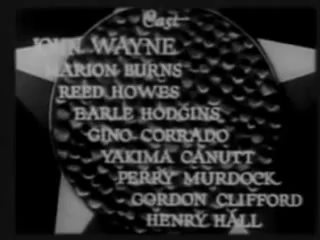 Cast
JOHN WAYNE
MARION BURNS
REED HOWES
EARLE HODGINS
GINO CORRADO
YAKIMA CANUTT
PERRY MURDOCK
GORDON CLIFFORD
HENRY HALL